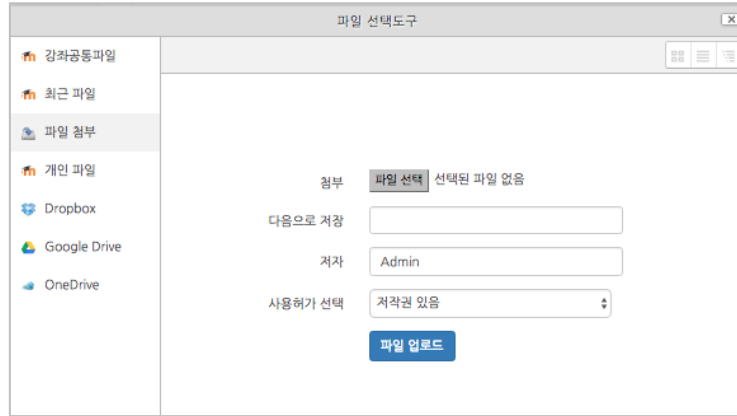 파일 선택도구
강좌공통파일
최근 파일
파일 첨부
개인 파일
Dropbox
Google Drive
OneDrive
첨부 파일 선택 선택된 파일 없음
다음으로 저장
저자 Admin
사용허가 선택 저작권 있음
파일 업로드